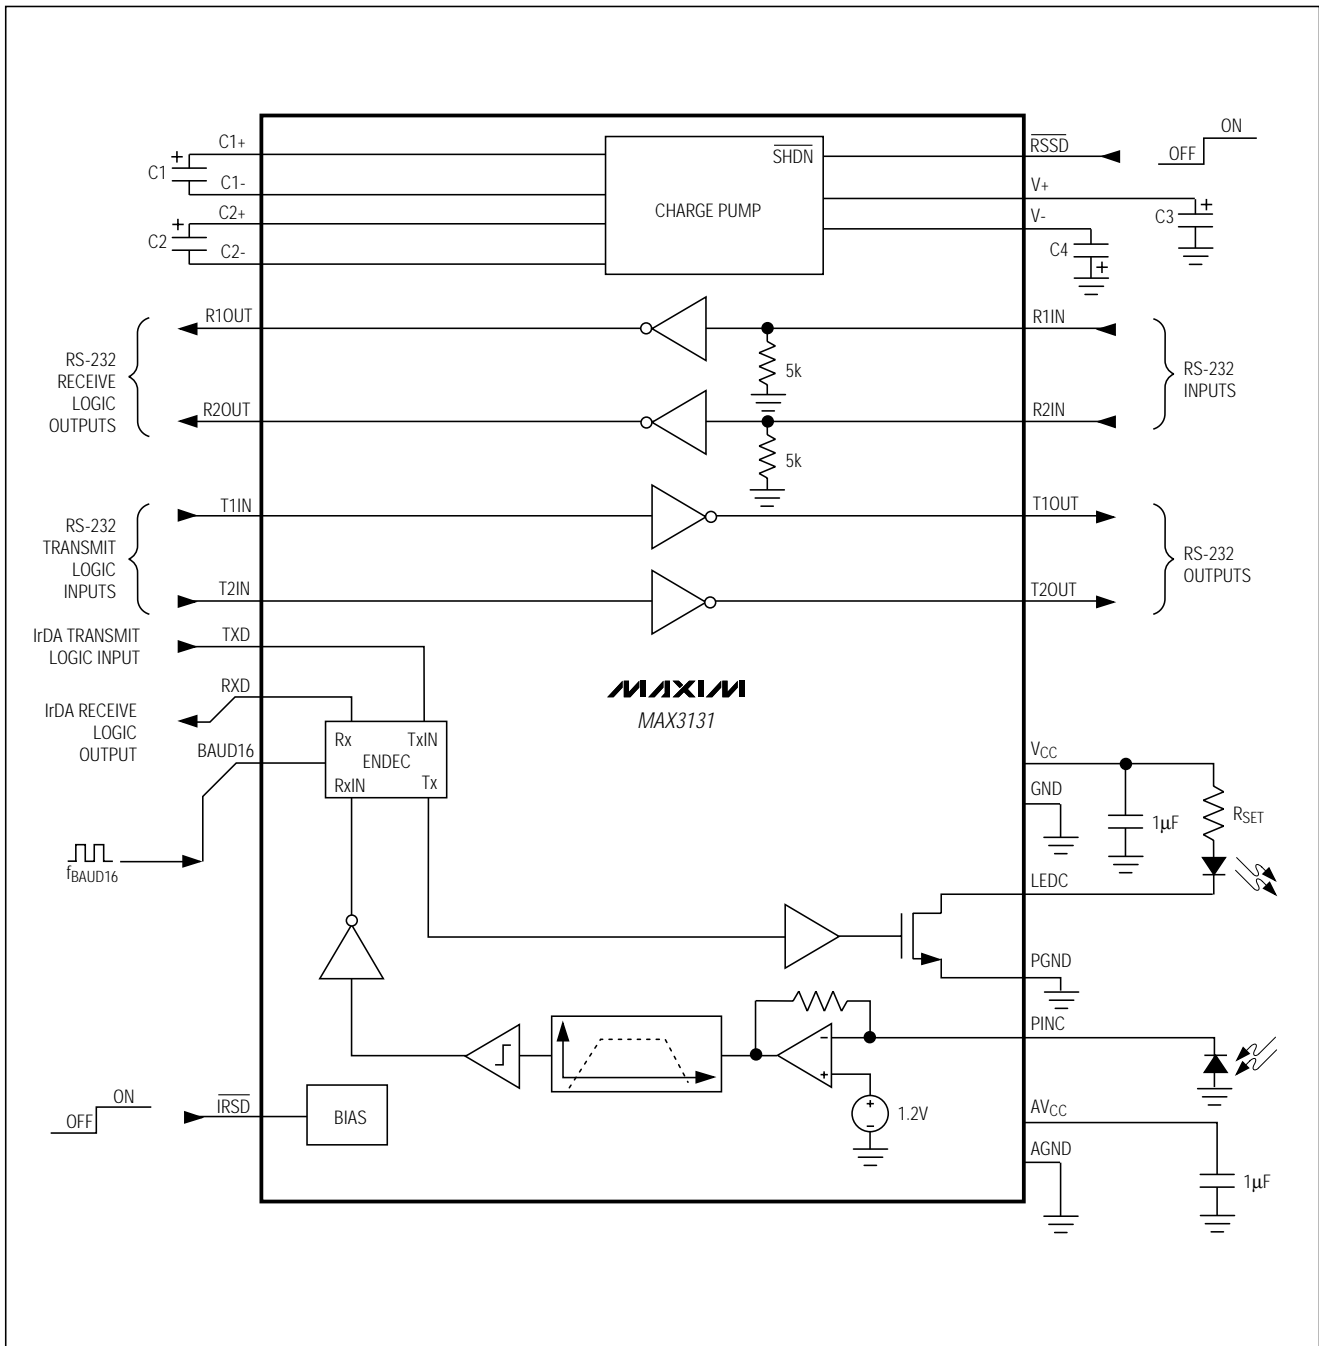 ON
OFF
C1+
+
C1
C1-
C2+
+
C2
C2-
SHDN
CHARGE PUMP
RSSD
V+
+
C3
V-
C4
+
R1OUT
R1IN
5k
RS-232
RECEIVE
LOGIC
OUTPUTS
RS-232
INPUTS
R2OUT
R2IN
5k
T1IN
T1OUT
RS-232
TRANSMIT
LOGIC
INPUTS
RS-232
OUTPUTS
T2IN
T2OUT
IrDA TRANSMIT
LOGIC INPUT
TXD
RXD
IrDA RECEIVE
LOGIC
OUTPUT
MAXIM
MAX3131
Rx TxIN
ENDEC
RxIN Tx
BAUD16
fBAUD16
VCC
GND
1µF
RSET
LEDC
PGND
PINC
-
+
+
-
1.2V
AVCC
AGND
1µF
ON
OFF
IRSD
BIAS